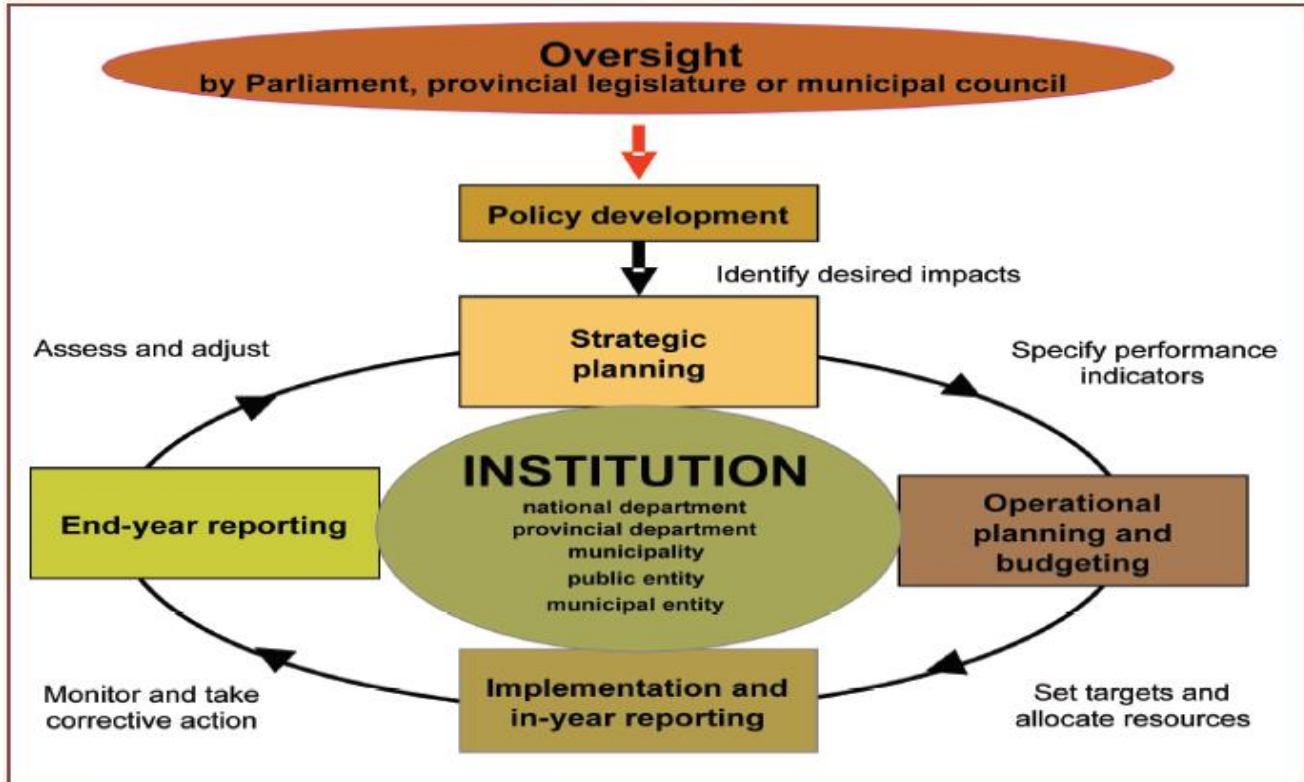 Oversight
by Parliament, provincial legislature or municipal council
Policy development
Identify desired impacts
Strategic
planning
Assess and adjust
Specify performance
indicators
INSTITUTION
national department
provincial department
municipality
public entity
municipal entity
End-year reporting
Operational
planning and
budgeting
Implementation and
in-year reporting
Monitor and take
corrective action
Set targets and
allocate resources